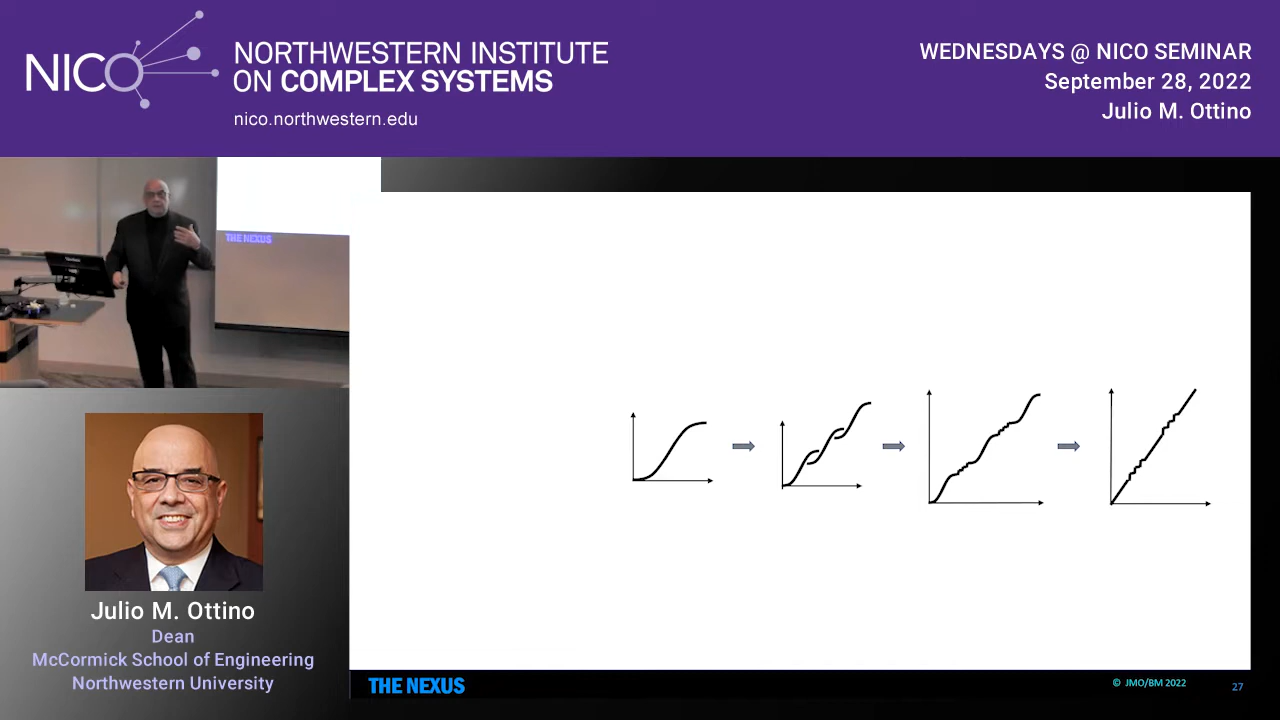 NICO
NORTHWESTERN INSTITUTE
ON COMPLEX SYSTEMS
nico.northwestern.edu
WEDNESDAYS @ NICO SEMINAR
September 28, 2022
Julio M. Ottino
THE NEXUS
Julio M. Ottino
Dean
McCormick School of Engineering
Northwestern University
THE NEXUS
© JMO/BM 2022
27